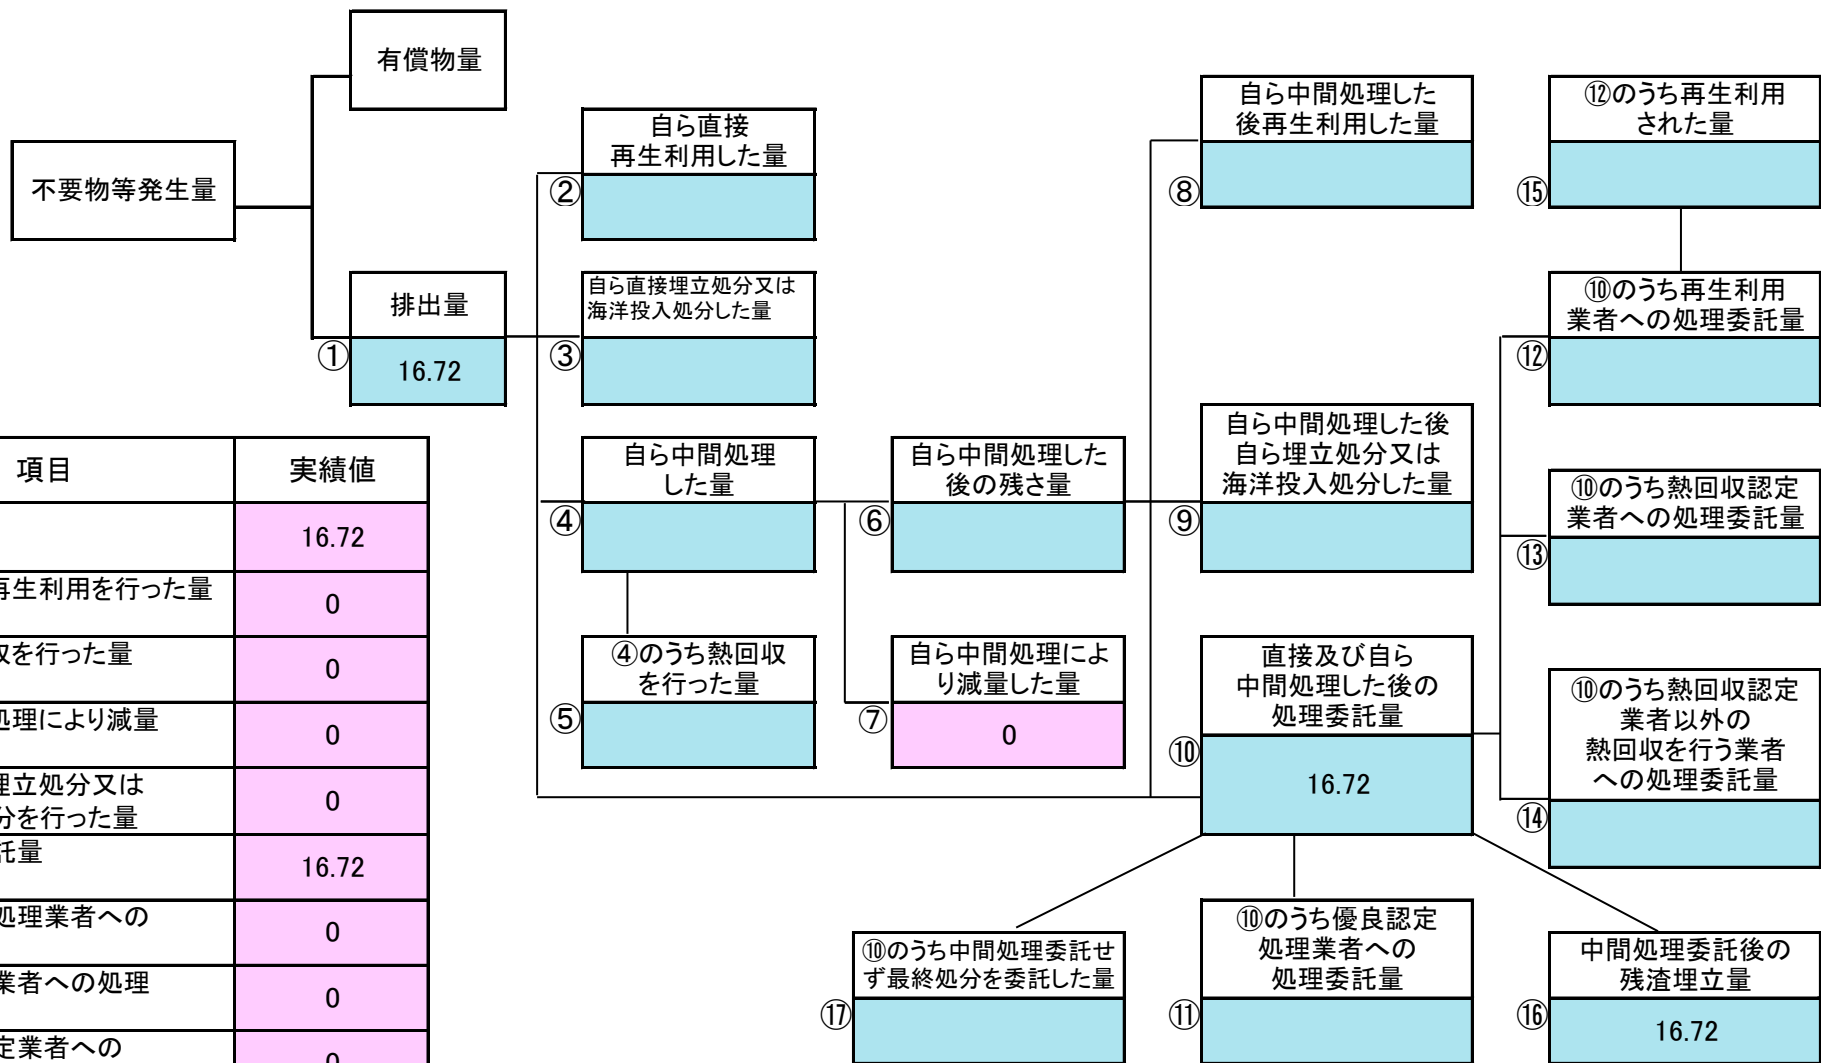 有償物量
不要物等発生量
排出量
①
16.72
自ら直接
再生利用した量
②
自ら直接埋立処分又は
海洋投入処分した量
③
自ら中間処理
した量
④
④のうち熱回収
を行った量
⑤
自ら中間処理した
後の残さ量
⑥
自ら中間処理によ
り減量した量
⑦
0
自ら中間処理した
後再生利用した量
⑧
自ら中間処理した後
自ら埋立処分又は
海洋投入処分した量
⑨
直接及び自ら
中間処理した後の
処理委託量
⑩
16.72
⑫のうち再生利用
された量
⑮
⑩のうち再生利用
業者への処理委託量
⑫
⑩のうち熱回収認定
業者への処理委託量
⑬
⑩のうち熱回収認定
業者以外の
熱回収を行う業者
への処理委託量
⑭
⑩のうち中間処理委託せ
ず最終処分を委託した量
⑰
⑩のうち優良認定
処理業者への
処理委託量
⑪
中間処理委託後の
残渣埋立量
⑯
16.72
項目 実績値
16.72
再生利用を行った量 0
を行った量 0
処理により減量 0
埋立処分又は
分を行った量 0
託量 16.72
処理業者への 0
業者への処理 0
定業者への 0